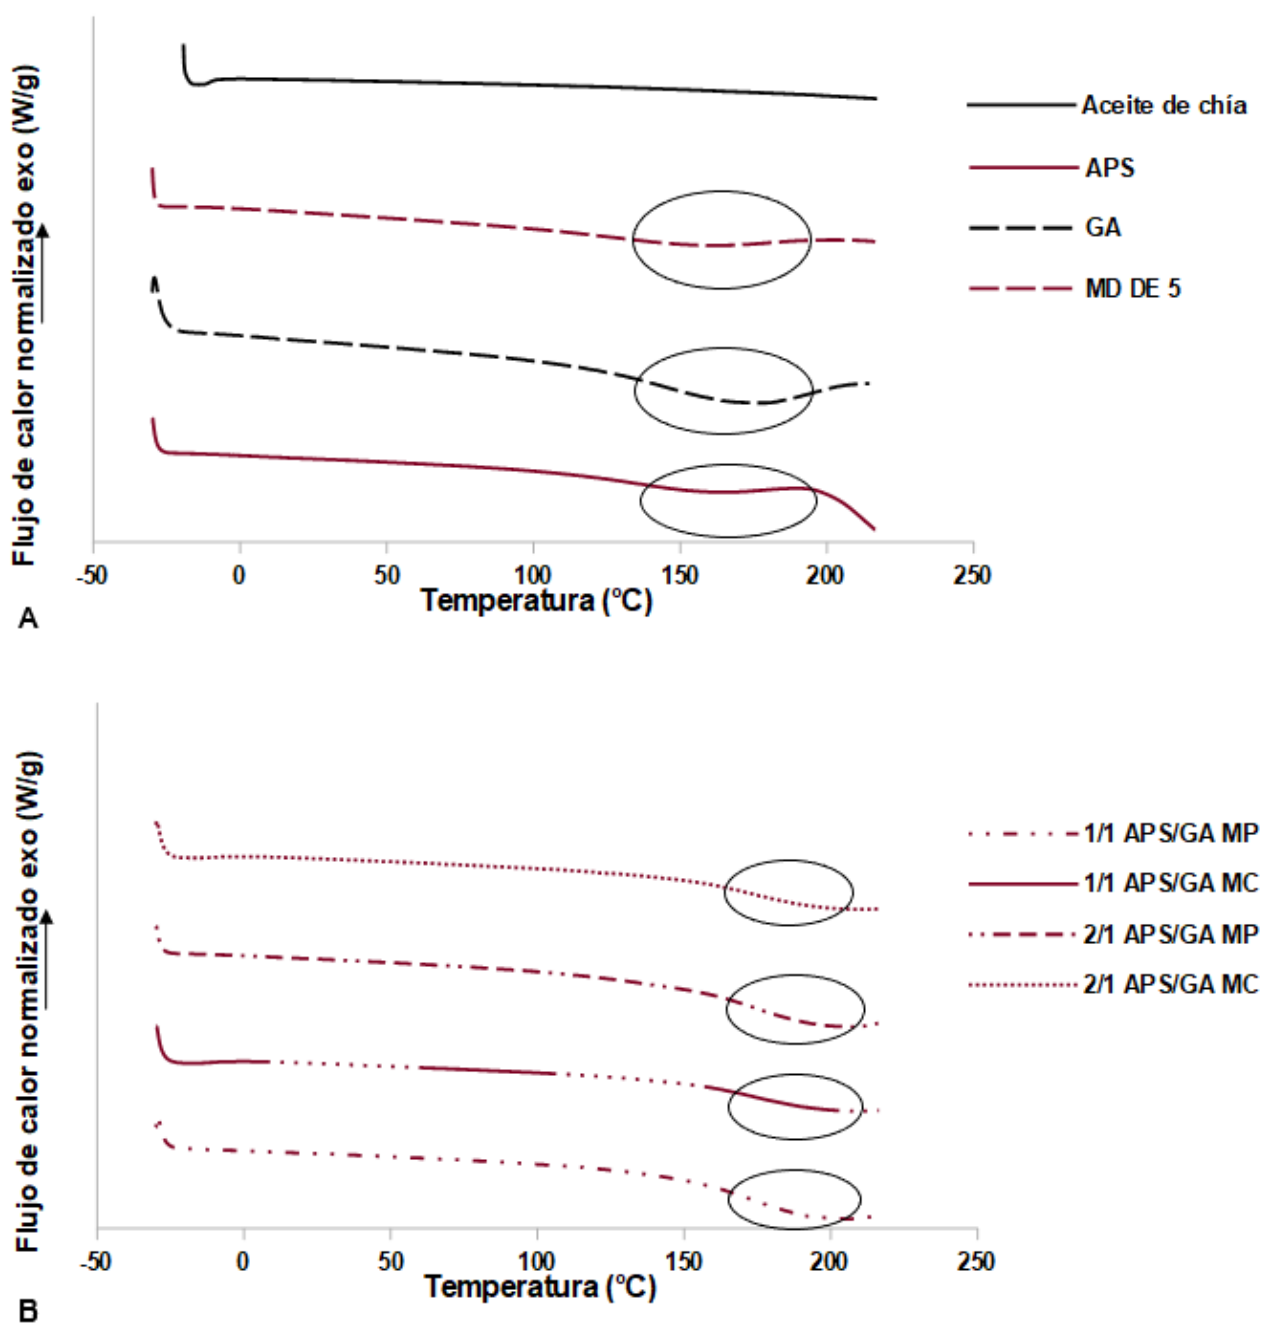 Flujo de calor normalizado exo (W/g)
Aceite de chía
APS
GA
MD DE 5
-50 0 50 100 150 200 250
Temperatura (°C)
A
Flujo de calor normalizado exo (W/g)
1/1 APS/GA MP
1/1 APS/GA MC
2/1 APS/GA MP
2/1 APS/GA MC
-50 0 50 100 150 200 250
Temperatura (°C)
B